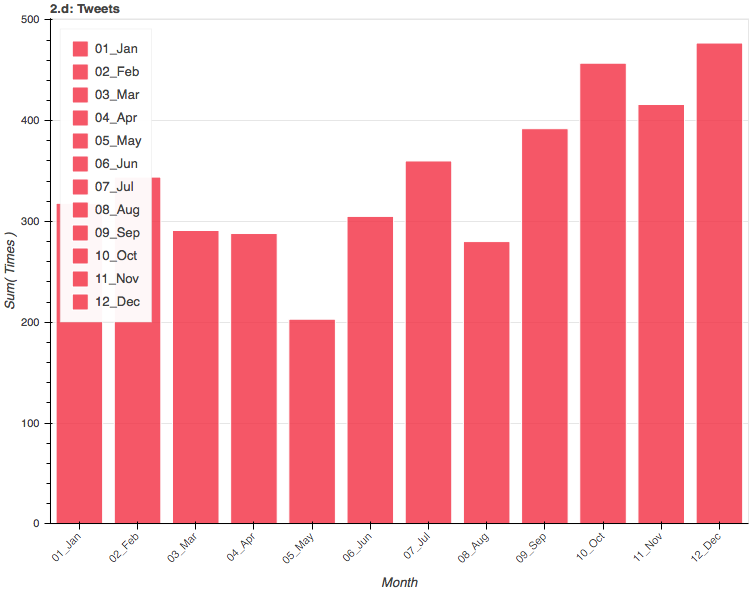 2.d: Tweets
500
400
300
200
100
0
Sum( Times )
01_Jan
02_Feb
03_Mar
04_Apr
05_May
06_Jun
07_Jul
08_Aug
09_Sep
10_Oct
11_Nov
12_Dec
01_Jan
02_Feb
03_Mar
04_Apr
05_May
06_Jun
07_Jul
08_Aug
09_Sep
10_Oct
11_Nov
12_Dec
Month